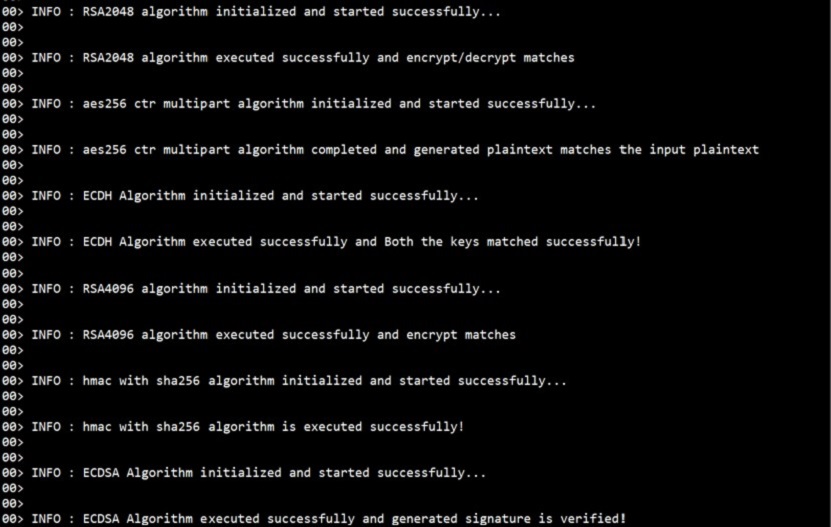 00> INFO : RSA2048 algorithm initialized and started successfully...
00>
00>
00> INFO : RSA2048 algorithm executed successfully and encrypt/decrypt matches
00>
00>
00> INFO : aes256 ctr multipart algorithm initialized and started successfully...
00>
00>
00> INFO : aes256 ctr multipart algorithm completed and generated plaintext matches the input plaintext
00>
00>
00> INFO : ECDH Algorithm initialized and started successfully...
00>
00>
00> INFO : ECDH Algorithm executed successfully and Both the keys matched successfully!
00>
00>
00> INFO : RSA4096 algorithm initialized and started successfully...
00>
00>
00> INFO : RSA4096 algorithm executed successfully and encrypt matches
00>
00>
00> INFO : hmac with sha256 algorithm initialized and started successfully...
00>
00>
00> INFO : hmac with sha256 algorithm is executed successfully!
00>
00>
00> INFO : ECDSA Algorithm initialized and started successfully...
00>
00>
00> INFO : ECDSA Algorithm executed successfully and generated signature is verified!